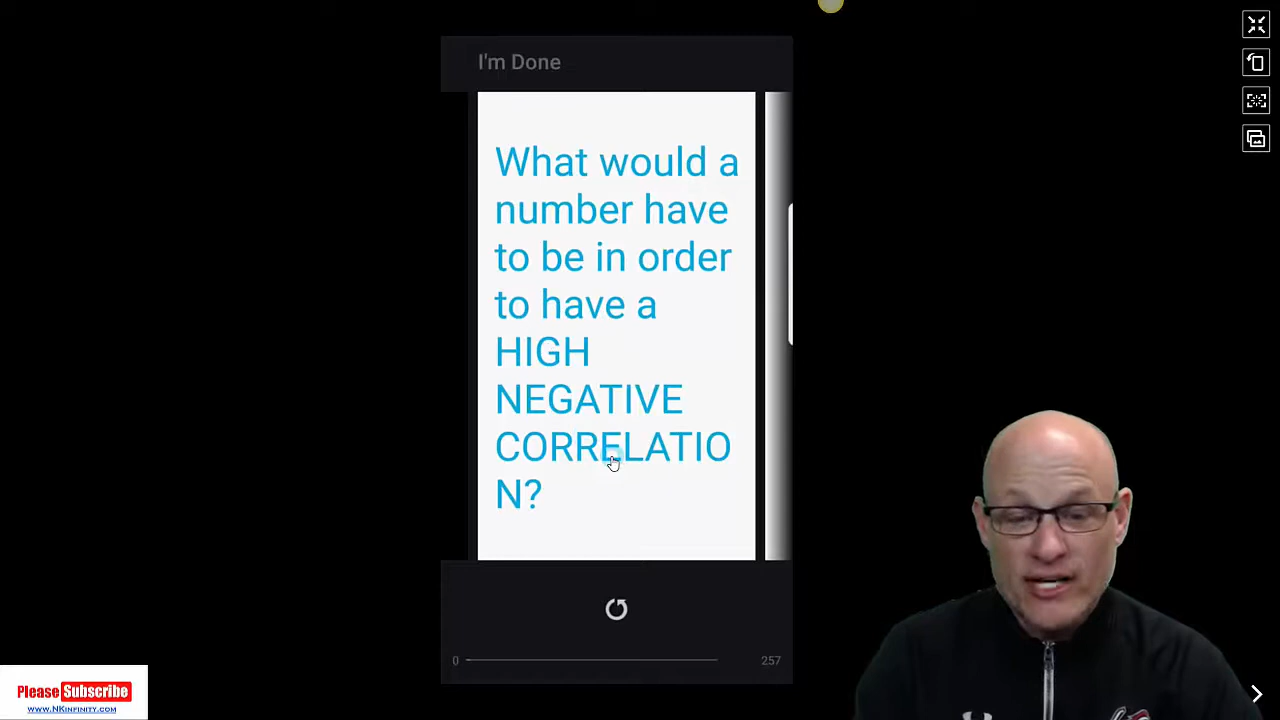 I'm Done
What would a
number have
to be in order
to have a
HIGH
NEGATIVE
CORRELATIO
N?
0
257
Please Subscribe
www.NKinfinity.com